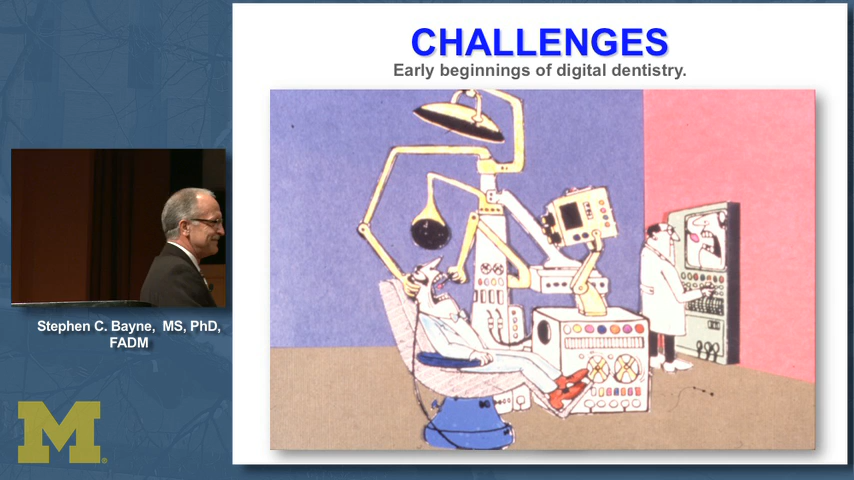 CHALLENGES
Early beginnings of digital dentistry.
Stephen C. Bayne, MS, PhD,
FADM
M